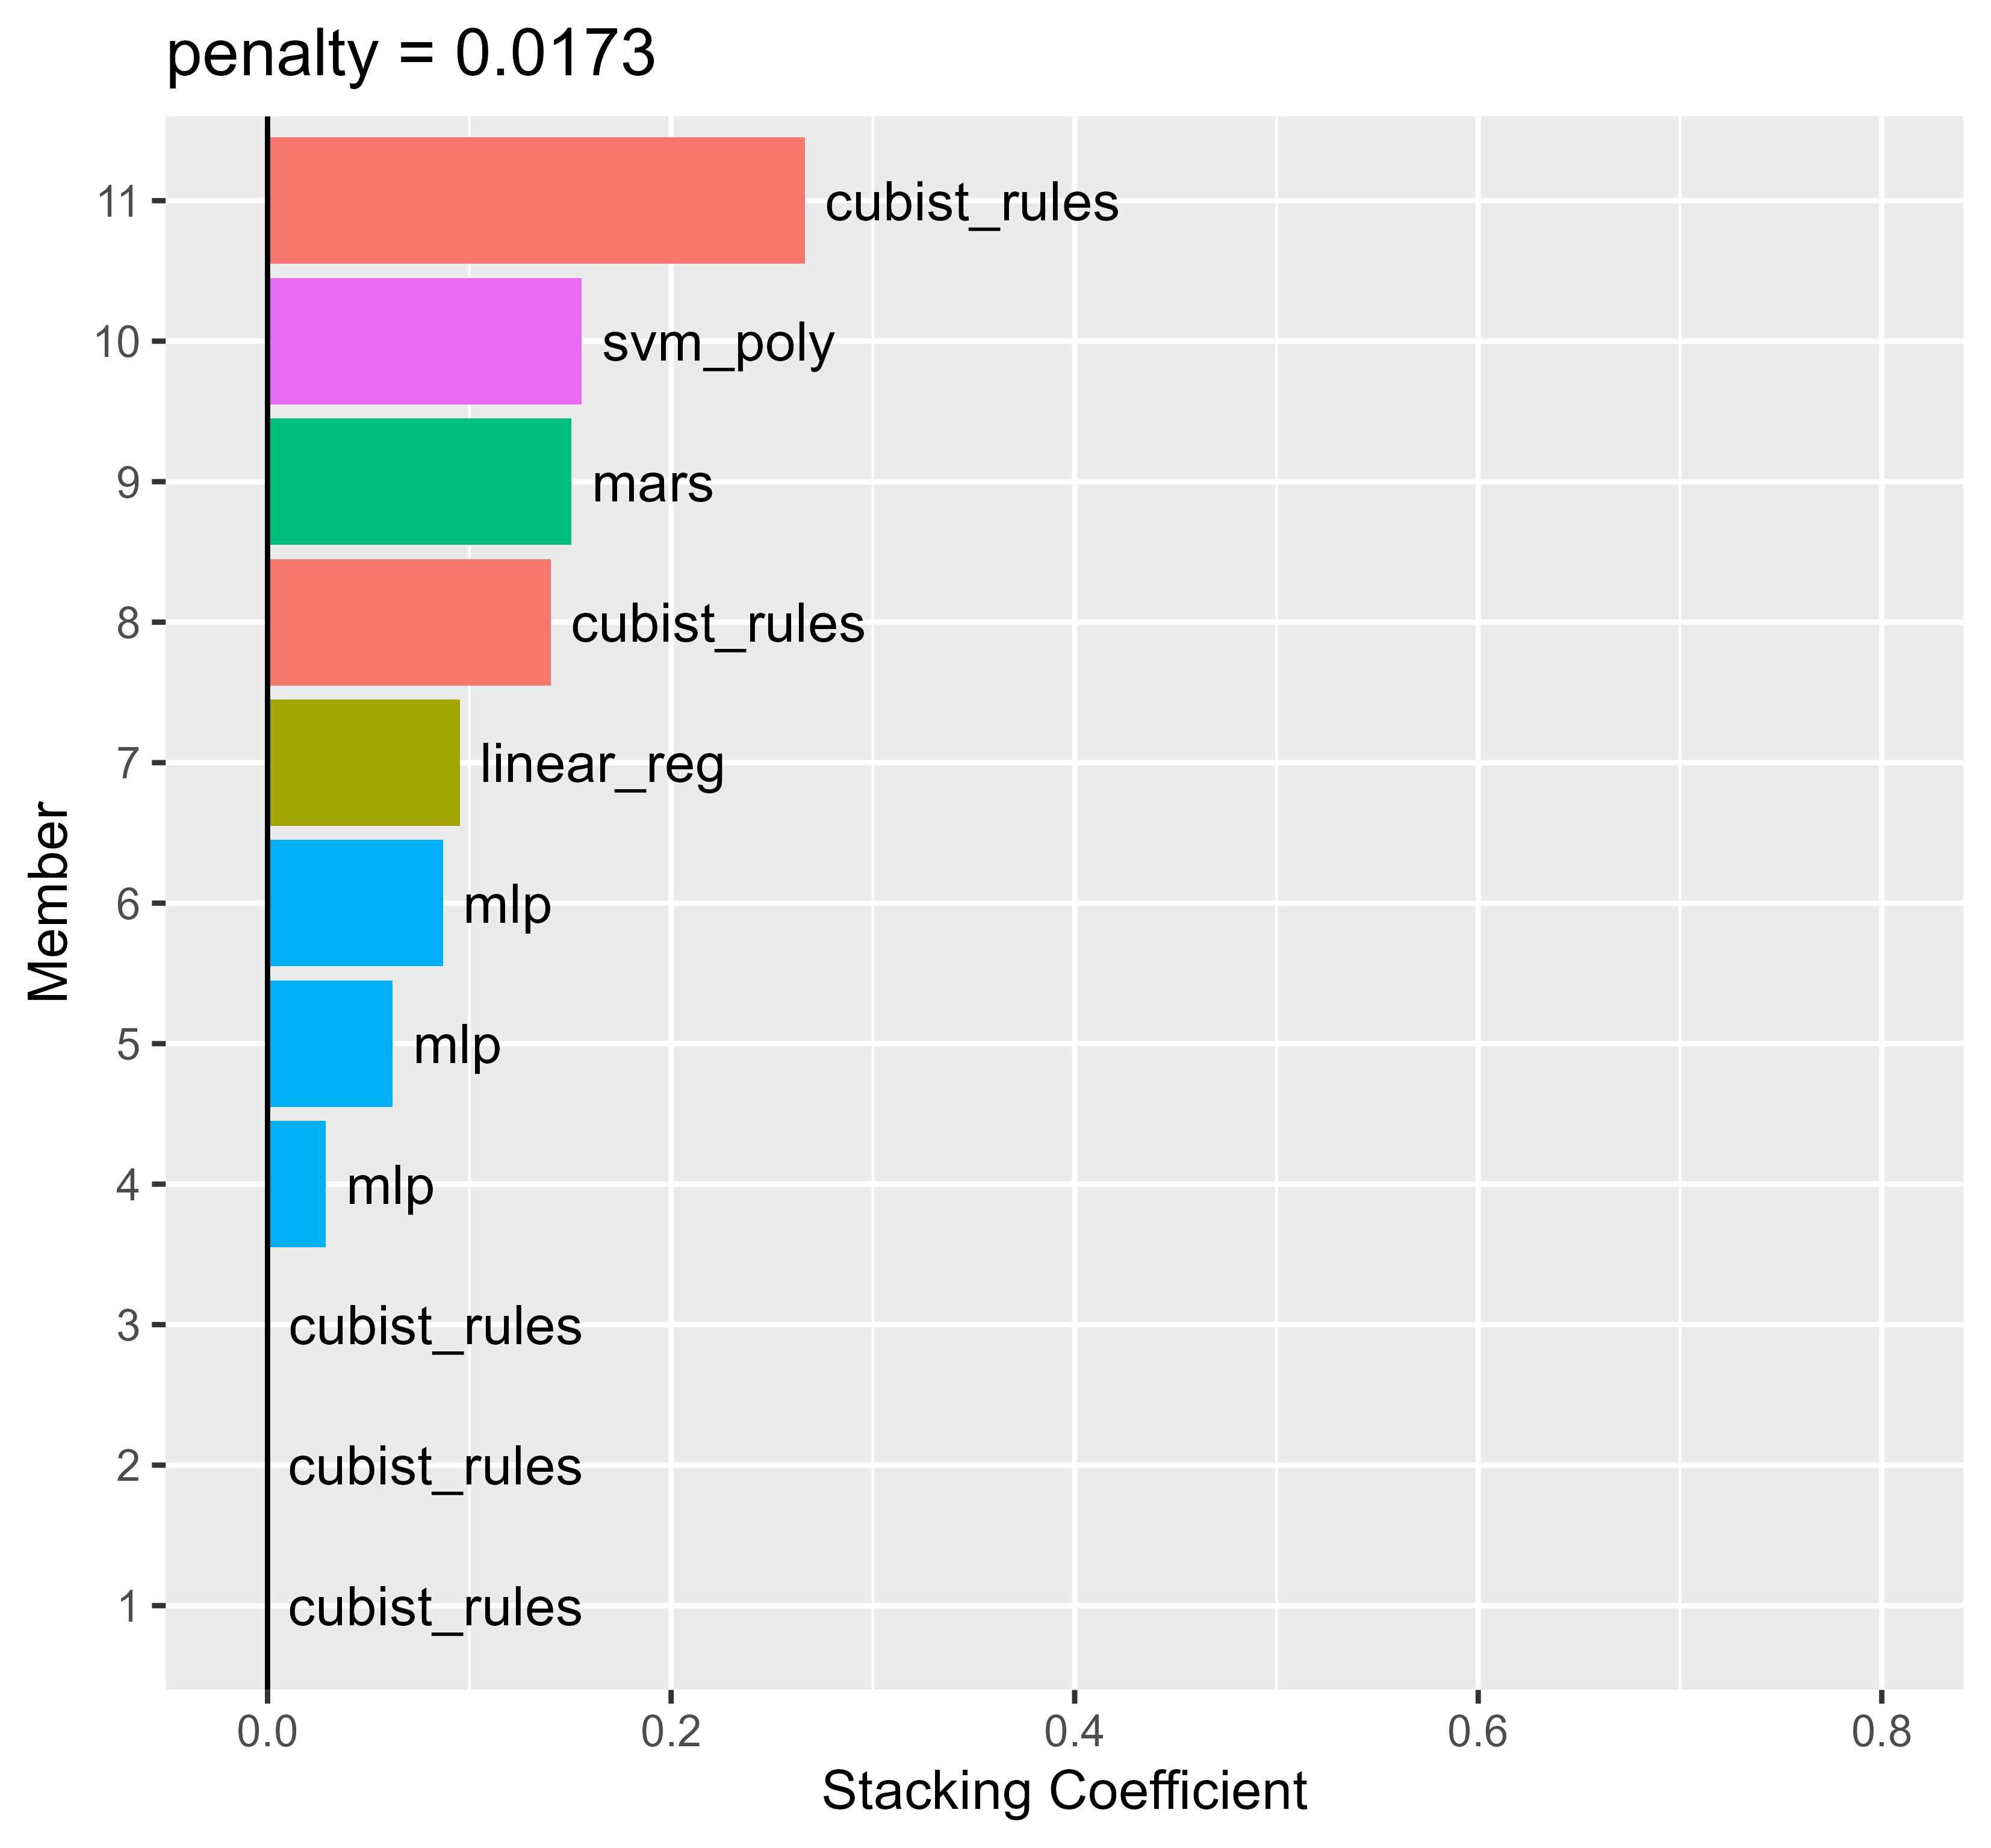 penalty = 0.0173
11
cubist_rules
10
svm_poly
9
mars
8
cubist_rules
7
linear_reg
6
mlp
5
mlp
4
mlp
3
cubist_rules
2
cubist_rules
1
cubist_rules
Member
0.0 0.2 0.4 0.6 0.8
Stacking Coefficient